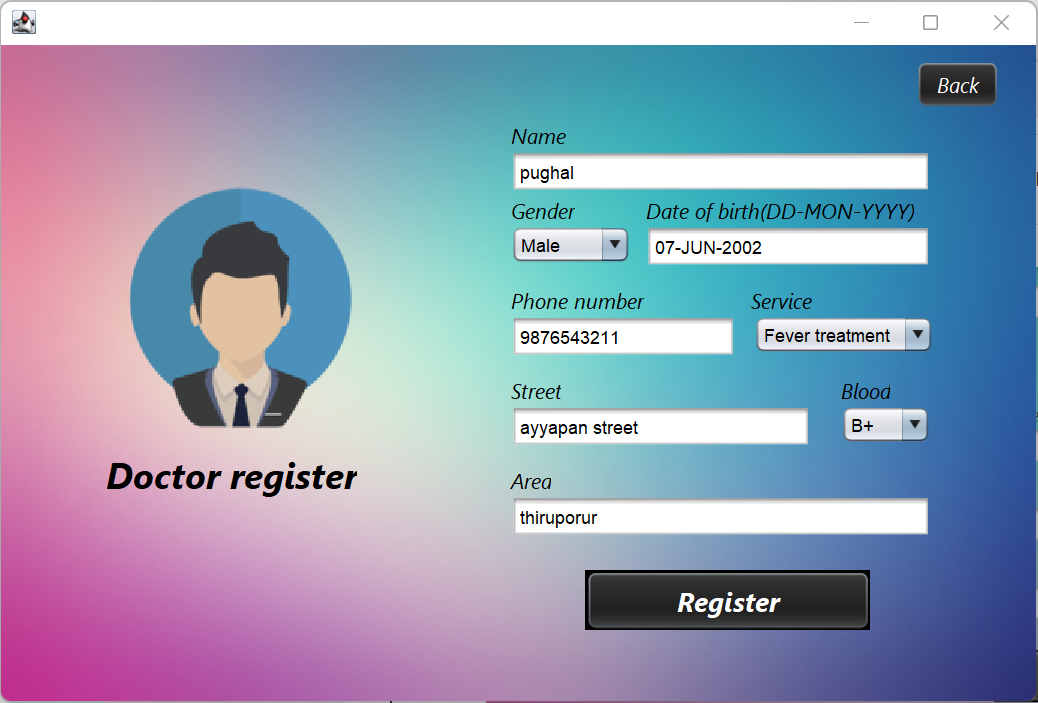 Back
Name
pughal
Gender Date of birth(DD-MON-YYYY)
Male 07-JUN-2002
Phone number Service
9876543211 Fever treatment
Street Blood
ayyapan street B+
Doctor register
Area
thiruporur
Register